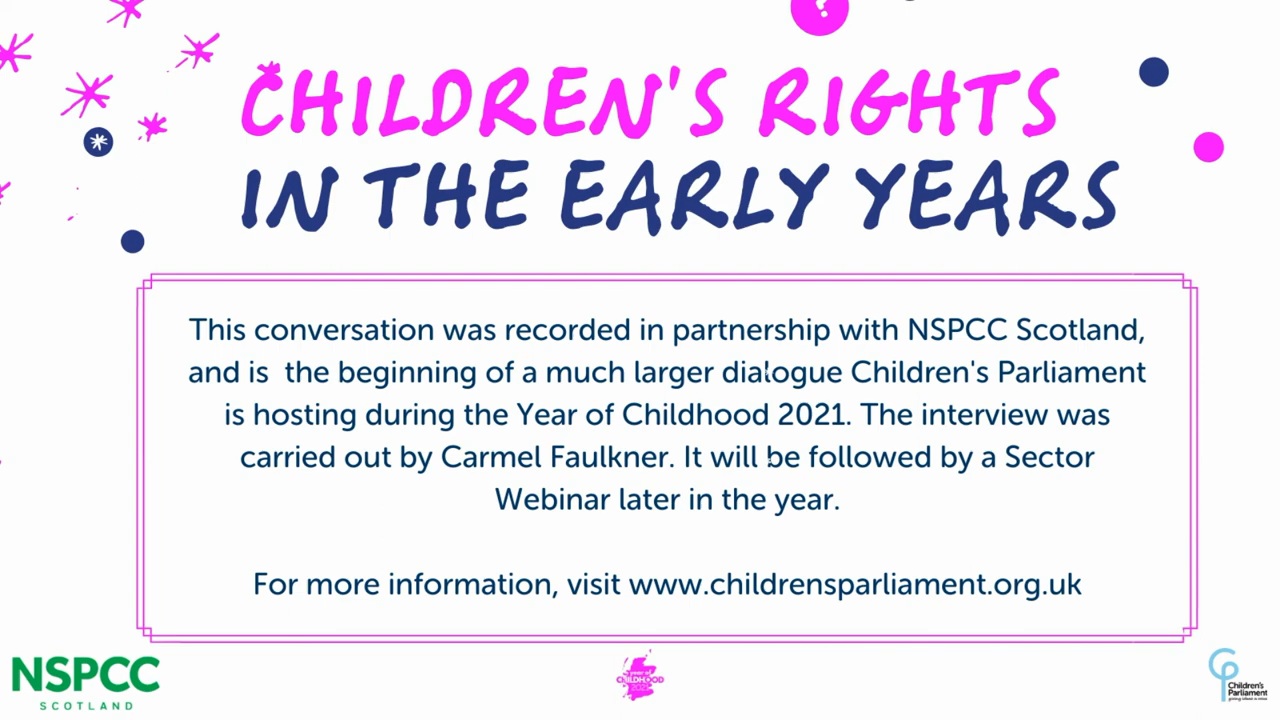 CHILDREN'S RIGHTS
IN THE EARLY YEARS
This conversation was recorded in partnership with NSPCC Scotland,
and is the beginning of a much larger dialogue Children's Parliament
is hosting during the Year of Childhood 2021. The interview was
carried out by Carmel Faulkner. It will be followed by a Sector
Webinar later in the year.
For more information, visit www.childrensparliament.org.uk
NSPCC
SCOTLAND
year of
CHILDHOOD
2021
Children's
Parliament